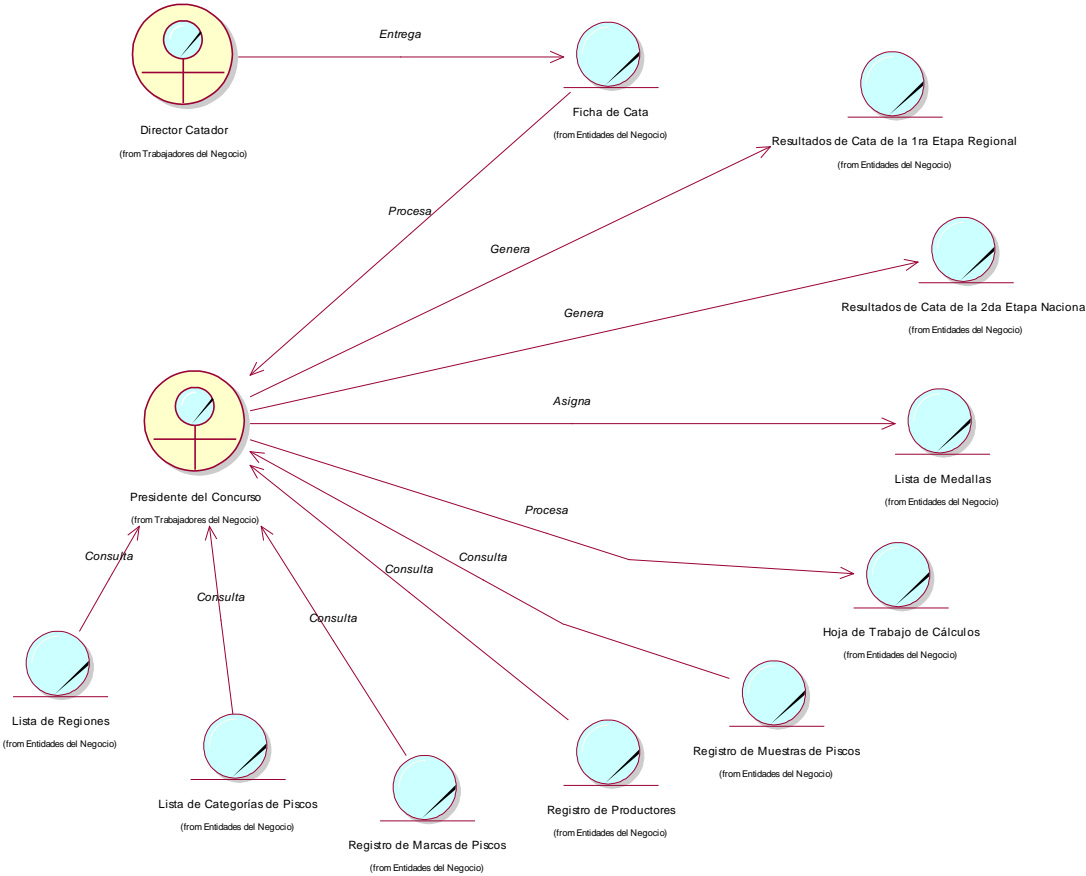 Entrega
Director Catador
(from Trabajadores del Negocio)
Ficha de Cata
(from Entidades del Negocio)
Resultados de Cata de la 1ra Etapa Regional
(from Entidades del Negocio)
Procesa
Genera
Genera
Resultados de Cata de la 2da Etapa Naciona
(from Entidades del Negocio)
Asigna
Lista de Medallas
(from Entidades del Negocio)
Presidente del Concurso
(from Trabajadores del Negocio)
Procesa
Consulta
Consulta
Consulta
Consulta
Consulta
Hoja de Trabajo de Cálculos
(from Entidades del Negocio)
Lista de Regiones
(from Entidades del Negocio)
Registro de Muestras de Piscos
(from Entidades del Negocio)
Lista de Categorías de Piscos
(from Entidades del Negocio)
Registro de Productores
(from Entidades del Negocio)
Registro de Marcas de Piscos
(from Entidades del Negocio)